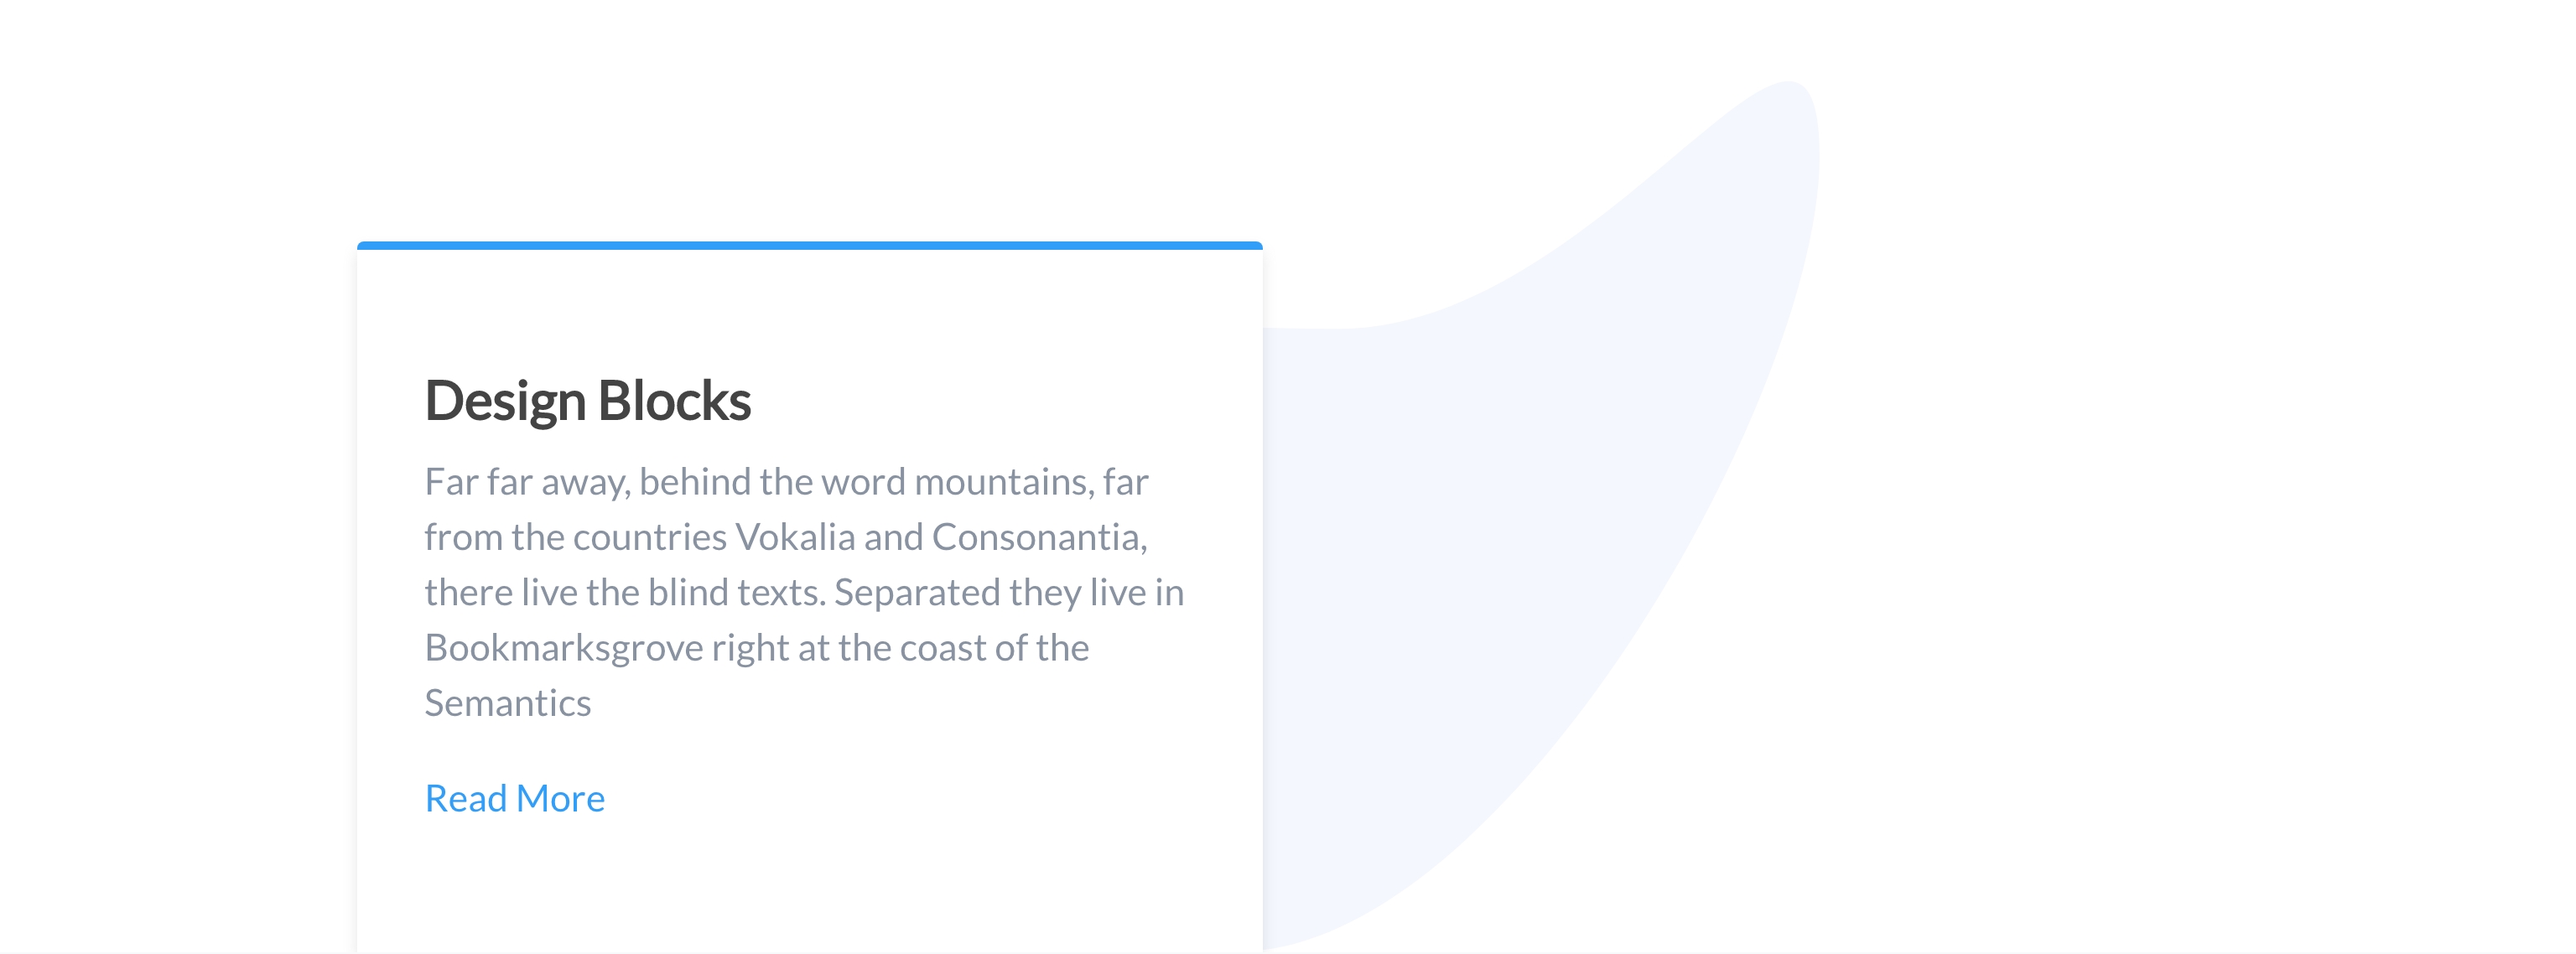 Design Blocks
Far far away, behind the word mountains, far
from the countries Vokalia and Consonantia,
there live the blind texts. Separated they live in
Bookmarksgrove right at the coast of the
Semantics
Read More